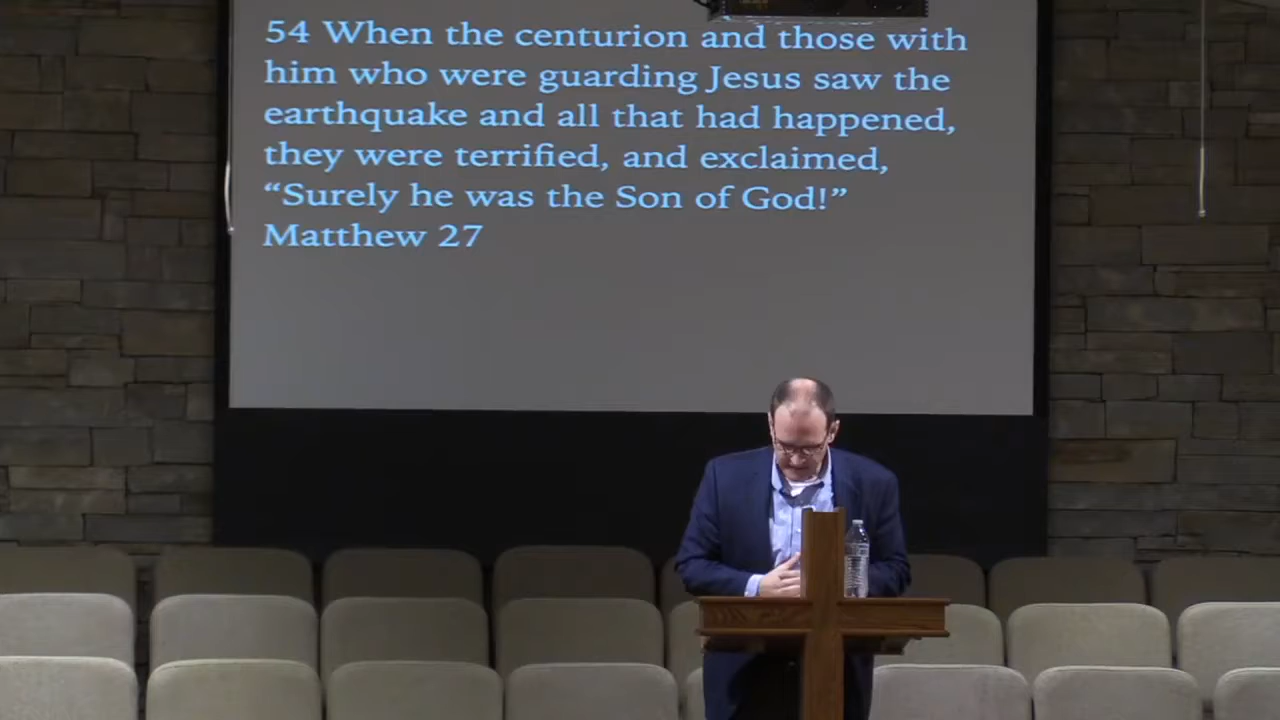 54 When the centurion and those with
him who were guarding Jesus saw the
earthquake and all that had happened,
they were terrified, and exclaimed,
“Surely he was the Son of God!”
Matthew 27